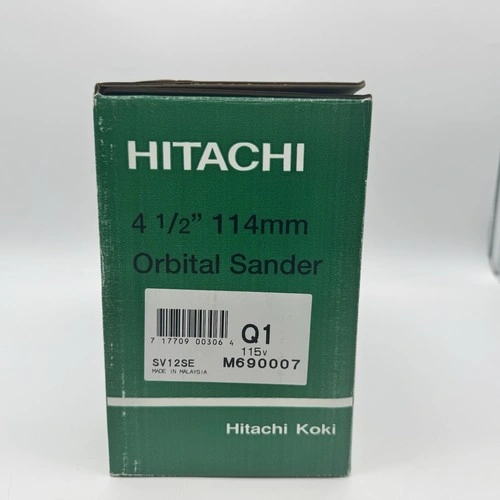 HITACHI
4 1/2” 114mm
Orbital Sander
7 17709 00306 4
Q1
115V
SV12SE
M690007
MADE IN MALAYSIA
Hitachi Koki